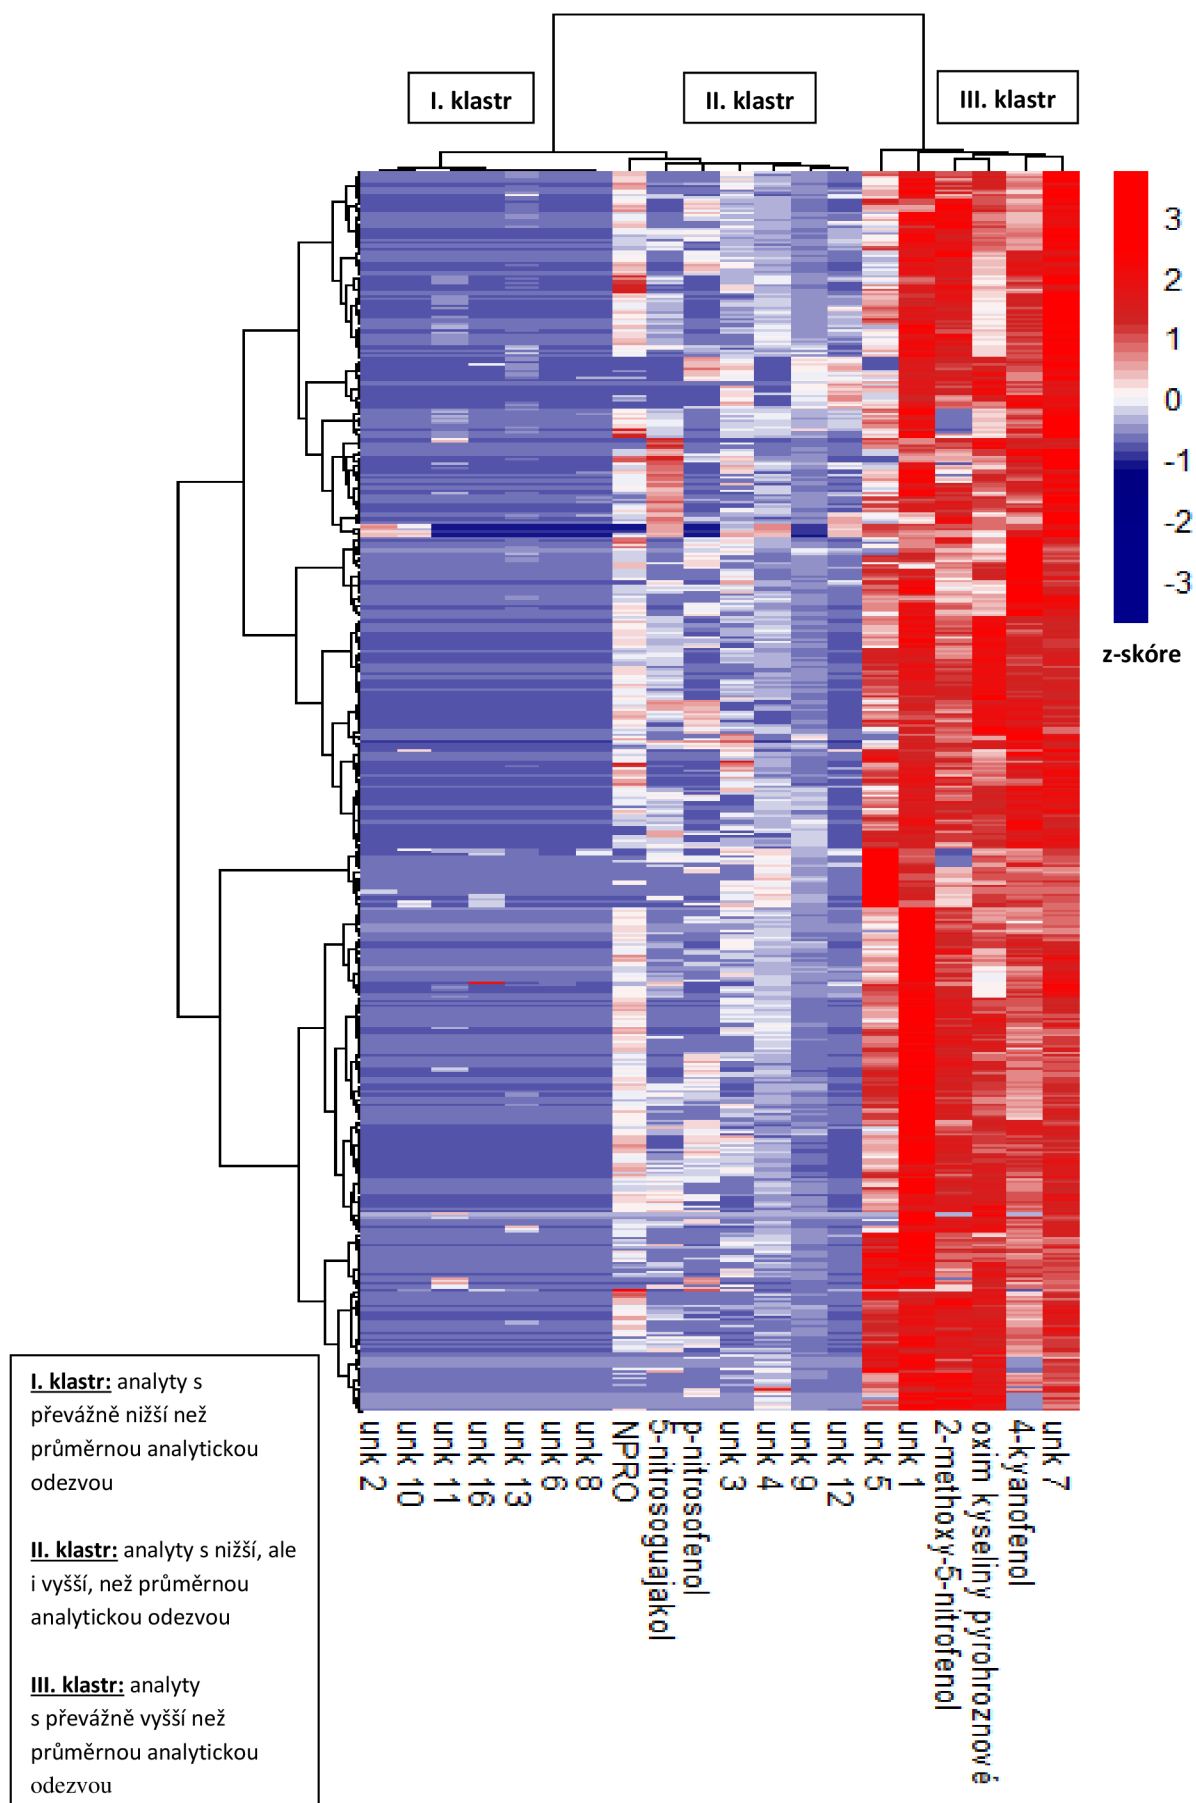 I. klastr
II. klastr
III. klastr
3
2
1
0
-1
-2
-3
z-skóre
unk 2
unk 10
unk 11
unk 16
unk 13
unk 6
unk 8
NPRO
5-nitrosoguajakol
p-nitrosofenol
unk 3
unk 4
unk 9
unk 12
unk 5
unk 1
2-methoxy-5-nitrofenol
oxim kyseliny pyrohroznové
4-kyanofenol
unk 7
I. klastr: analyty s
převážně nižší než
průměrnou analytickou
odezvou
II. klastr: analyty s nižší, ale
i vyšší, než průměrnou
analytickou odezvou
III. klastr: analyty
s převážně vyšší než
průměrnou analytickou
odezvou